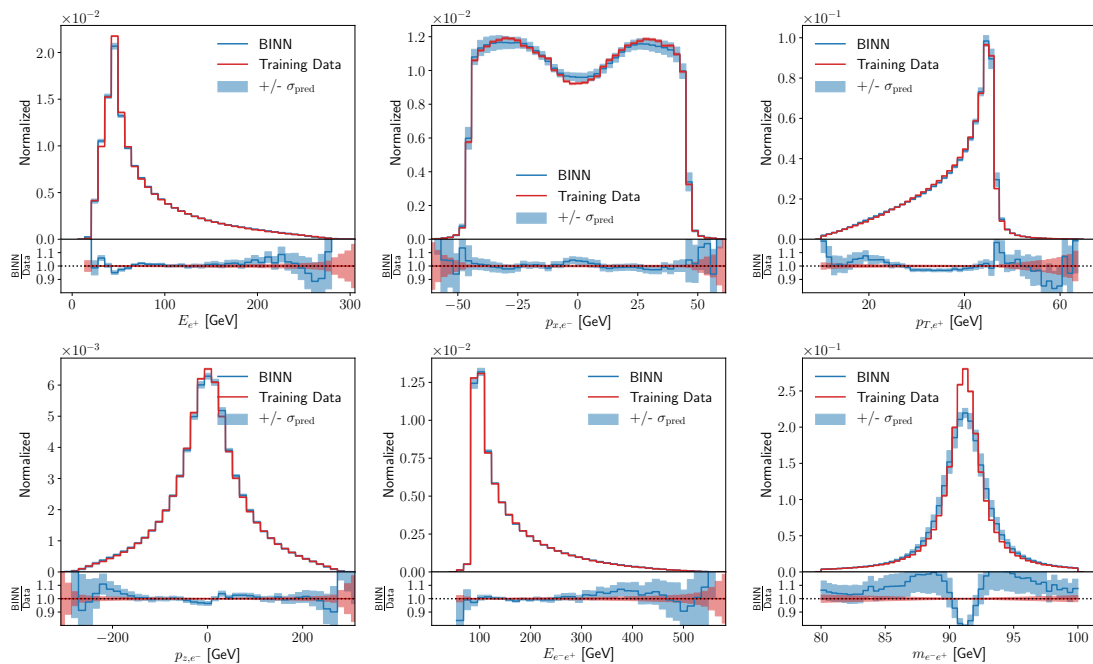 ×10⁻² ×10⁻² ×10⁻¹
2.0 1.5 1.0 0.5 0.0
Normalized
BINN
Training Data
+/- σ_pred
BINN/Data
1.1 1.0 0.9
0 100 200 300
E_{e⁺} [GeV]
1.2 1.0 0.8 0.6 0.4 0.2 0.0
Normalized
BINN
Training Data
+/- σ_pred
BINN/Data
1.1 1.0 0.9
−50 −25 0 25 50
p_{x,e⁻} [GeV]
1.0 0.8 0.6 0.4 0.2 0.0
Normalized
BINN
Training Data
+/- σ_pred
BINN/Data
1.1 1.0 0.9
20 40 60
p_{T,e⁺} [GeV]
×10⁻³ ×10⁻² ×10⁻¹
6 5 4 3 2 1 0
Normalized
BINN
Training Data
+/- σ_pred
BINN/Data
1.1 1.0 0.9
−200 0 200
p_{z,e⁻} [GeV]
1.25 1.00 0.75 0.50 0.25 0.00
Normalized
BINN
Training Data
+/- σ_pred
BINN/Data
1.1 1.0 0.9
100 200 300 400 500
E_{e⁻e⁺} [GeV]
2.5 2.0 1.5 1.0 0.5 0.0
Normalized
BINN
Training Data
+/- σ_pred
BINN/Data
1.1 1.0 0.9
80 85 90 95 100
m_{e⁻e⁺} [GeV]